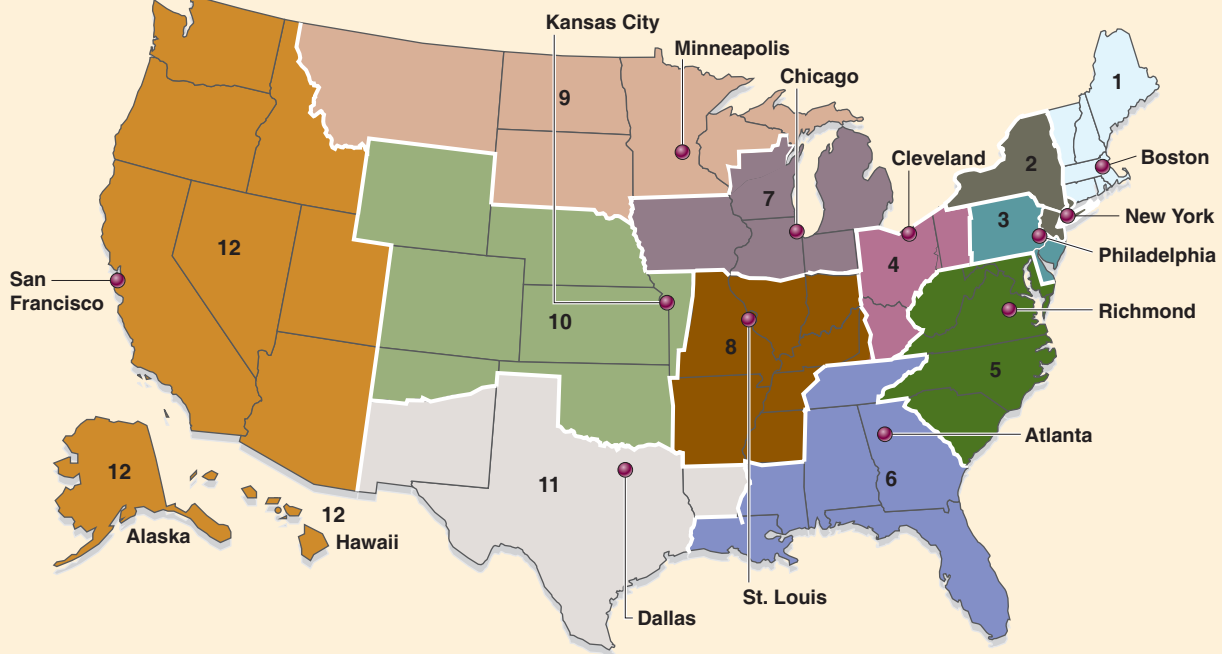 Kansas City
Minneapolis
Chicago
1
9
Cleveland
Boston
2
7
3
New York
12
4
Philadelphia
San
Francisco
Richmond
10
8
5
Atlanta
12
6
11
12
Alaska
Hawaii
St. Louis
Dallas